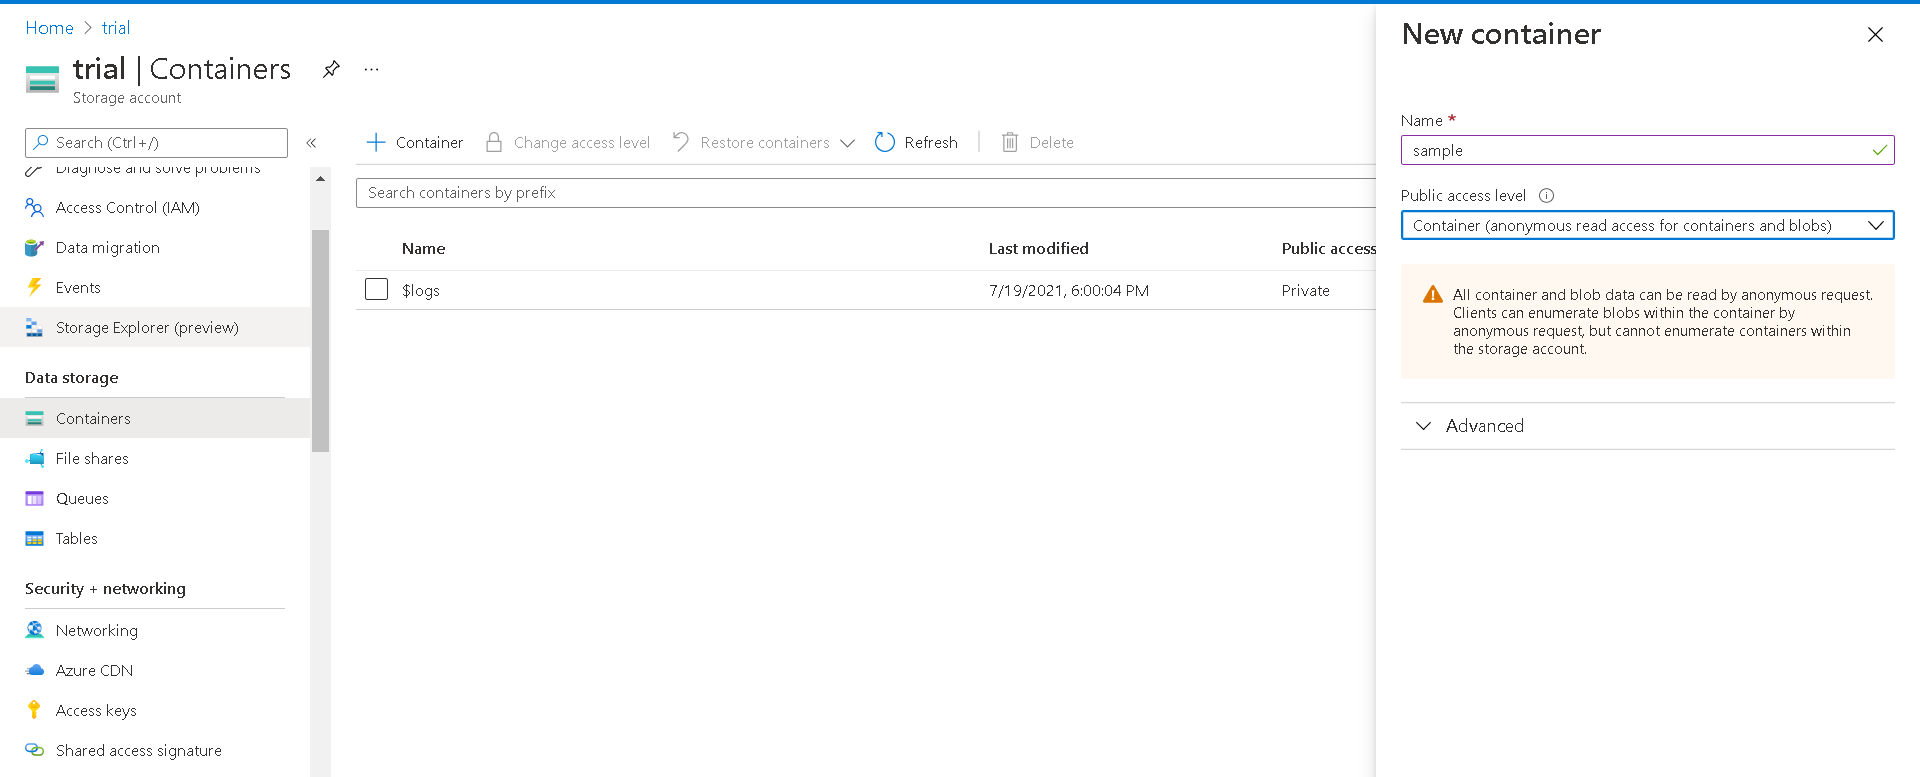 Home > trial
trial | Containers
...
Storage account
Search (Ctrl+/)
«
Diagnose and solve problems
Access Control (IAM)
Data migration
Events
Storage Explorer (preview)
Data storage
Containers
File shares
Queues
Tables
Security + networking
Networking
Azure CDN
Access keys
Shared access signature
Container
Change access level
Restore containers
Refresh
Delete
Search containers by prefix
Name Last modified Public access
$logs 7/19/2021, 6:00:04 PM Private
New container
Name *
sample
Public access level
Container (anonymous read access for containers and blobs)
All container and blob data can be read by anonymous request.
Clients can enumerate blobs within the container by
anonymous request, but cannot enumerate containers within
the storage account.
Advanced